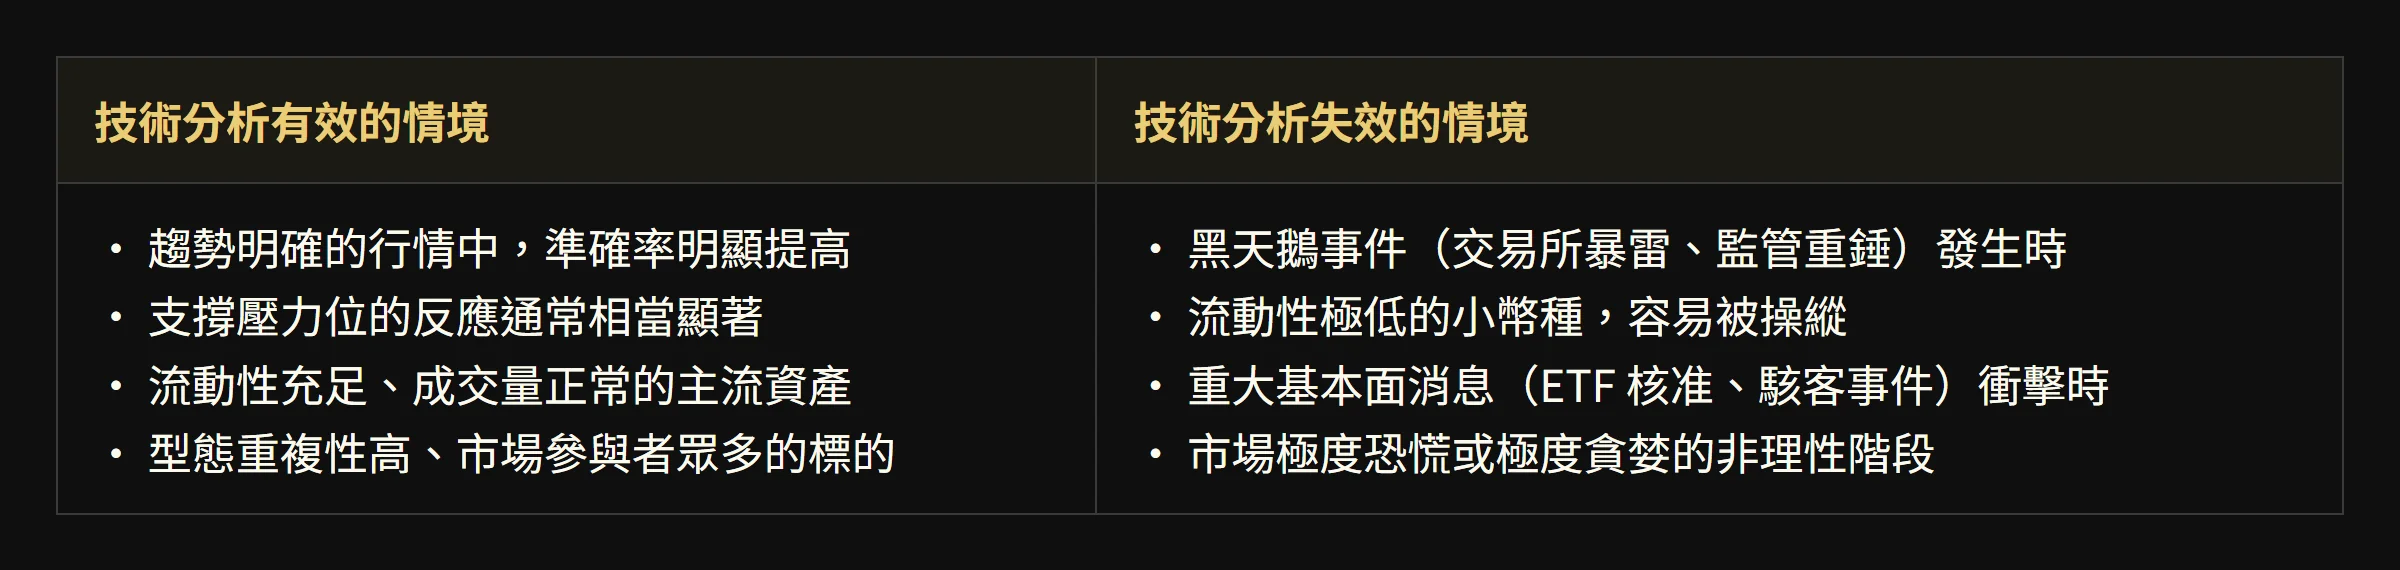 技術分析有效的情境
技術分析失效的情境
• 趨勢明確的行情中，準確率明顯提高
• 支撐壓力位的反應通常相當顯著
• 流動性充足、成交量正常的主流資產
• 型態重複性高、市場參與者眾多的標的
• 黑天鵝事件（交易所暴雷、監管重錘）發生時
• 流動性極低的小幣種，容易被操縱
• 重大基本面消息（ETF 核准、駭客事件）衝擊時
• 市場極度恐慌或極度貪婪的非理性階段